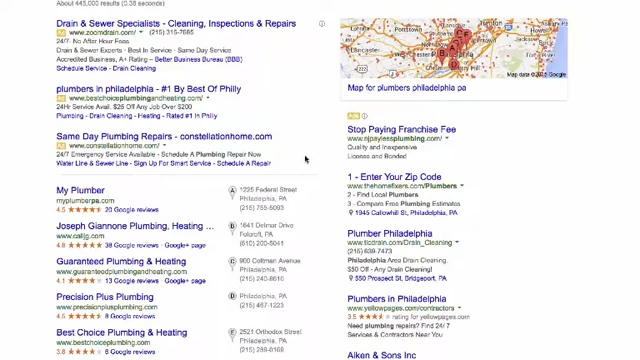 About 443,000 results (0.38 seconds)
Drain & Sewer Specialists - Cleaning, Inspections & Repairs
Ad www.zoomdrain.com/ (215) 315-7685
24/7. No After Hour Fees
Drain & Sewer Experts · Best In Service · Same Day Service
Accredited Business, A+ Rating – Better Business Bureau (BBB)
Schedule Service - Drain Cleaning
plumbers in philadelphia - #1 By Best Of Philly
Ad www.bestchoiceplumbingandheating.com/
24HR Service Avail. $25 Off Any Job Over $200
Plumbing - Drain Cleaning - Heating - Rated #1 In Philly
Same Day Plumbing Repairs - constellationhome.com
Ad www.constellationhome.com/
24/7 Emergency Service Available - Schedule A Plumbing Repair Now
Water Line & Sewer Line - Sign Up For Smart Service - Schedule A Repair
My Plumber
myplumberpa.com
4.5 20 Google reviews
A 1225 Federal Street
Philadelphia, PA
(215) 755-5093
Joseph Giannone Plumbing, Heating ...
www.calljg.com
4.8 38 Google reviews · Google+ page
B 1641 Delmar Drive
Folcroft, PA
(610) 200-5041
Guaranteed Plumbing & Heating
www.guaranteedplumbingandheating.com
4.1 13 Google reviews · Google+ page
C 900 Cottman Avenue
Philadelphia, PA
(215) 240-8616
Precision Plus Plumbing
www.precisionplusplumbing.com
4.5 8 Google reviews
D Philadelphia, PA
(215) 467-1223
Best Choice Plumbing & Heating
www.bestchoiceplumbingandheating.com
3.8 6 Google reviews
E 2521 Orthodox Street
Philadelphia, PA
(215) 289-0168
Map data ©2015 Google
Map for plumbers philadelphia pa
Ads
Stop Paying Franchise Fee
www.njpaylessplumbing.com/
Quality and Inexpensive
License and Bonded
1 - Enter Your Zip Code
www.thehomefixers.com/Plumbers
2 - Find Local Plumbers
3 - Compare Free Plumbing Estimates
1945 Callowhill St, Philadelphia, PA
Plumber Philadelphia
www.tlcdrain.com/Drain_Cleaning
(215) 639-7473
Philadelphia Area Drain Cleaning.
$50 Off - Any Drain Cleaning!
550 Prospect St, Bridgeport, PA
Plumbers in Philadelphia
www.yellowpages.com/contractors
3.5 rating for yellowpages.com
Need plumbing repairs? Find 24/7
Services & Contractors Near You
Aiken & Sons Inc